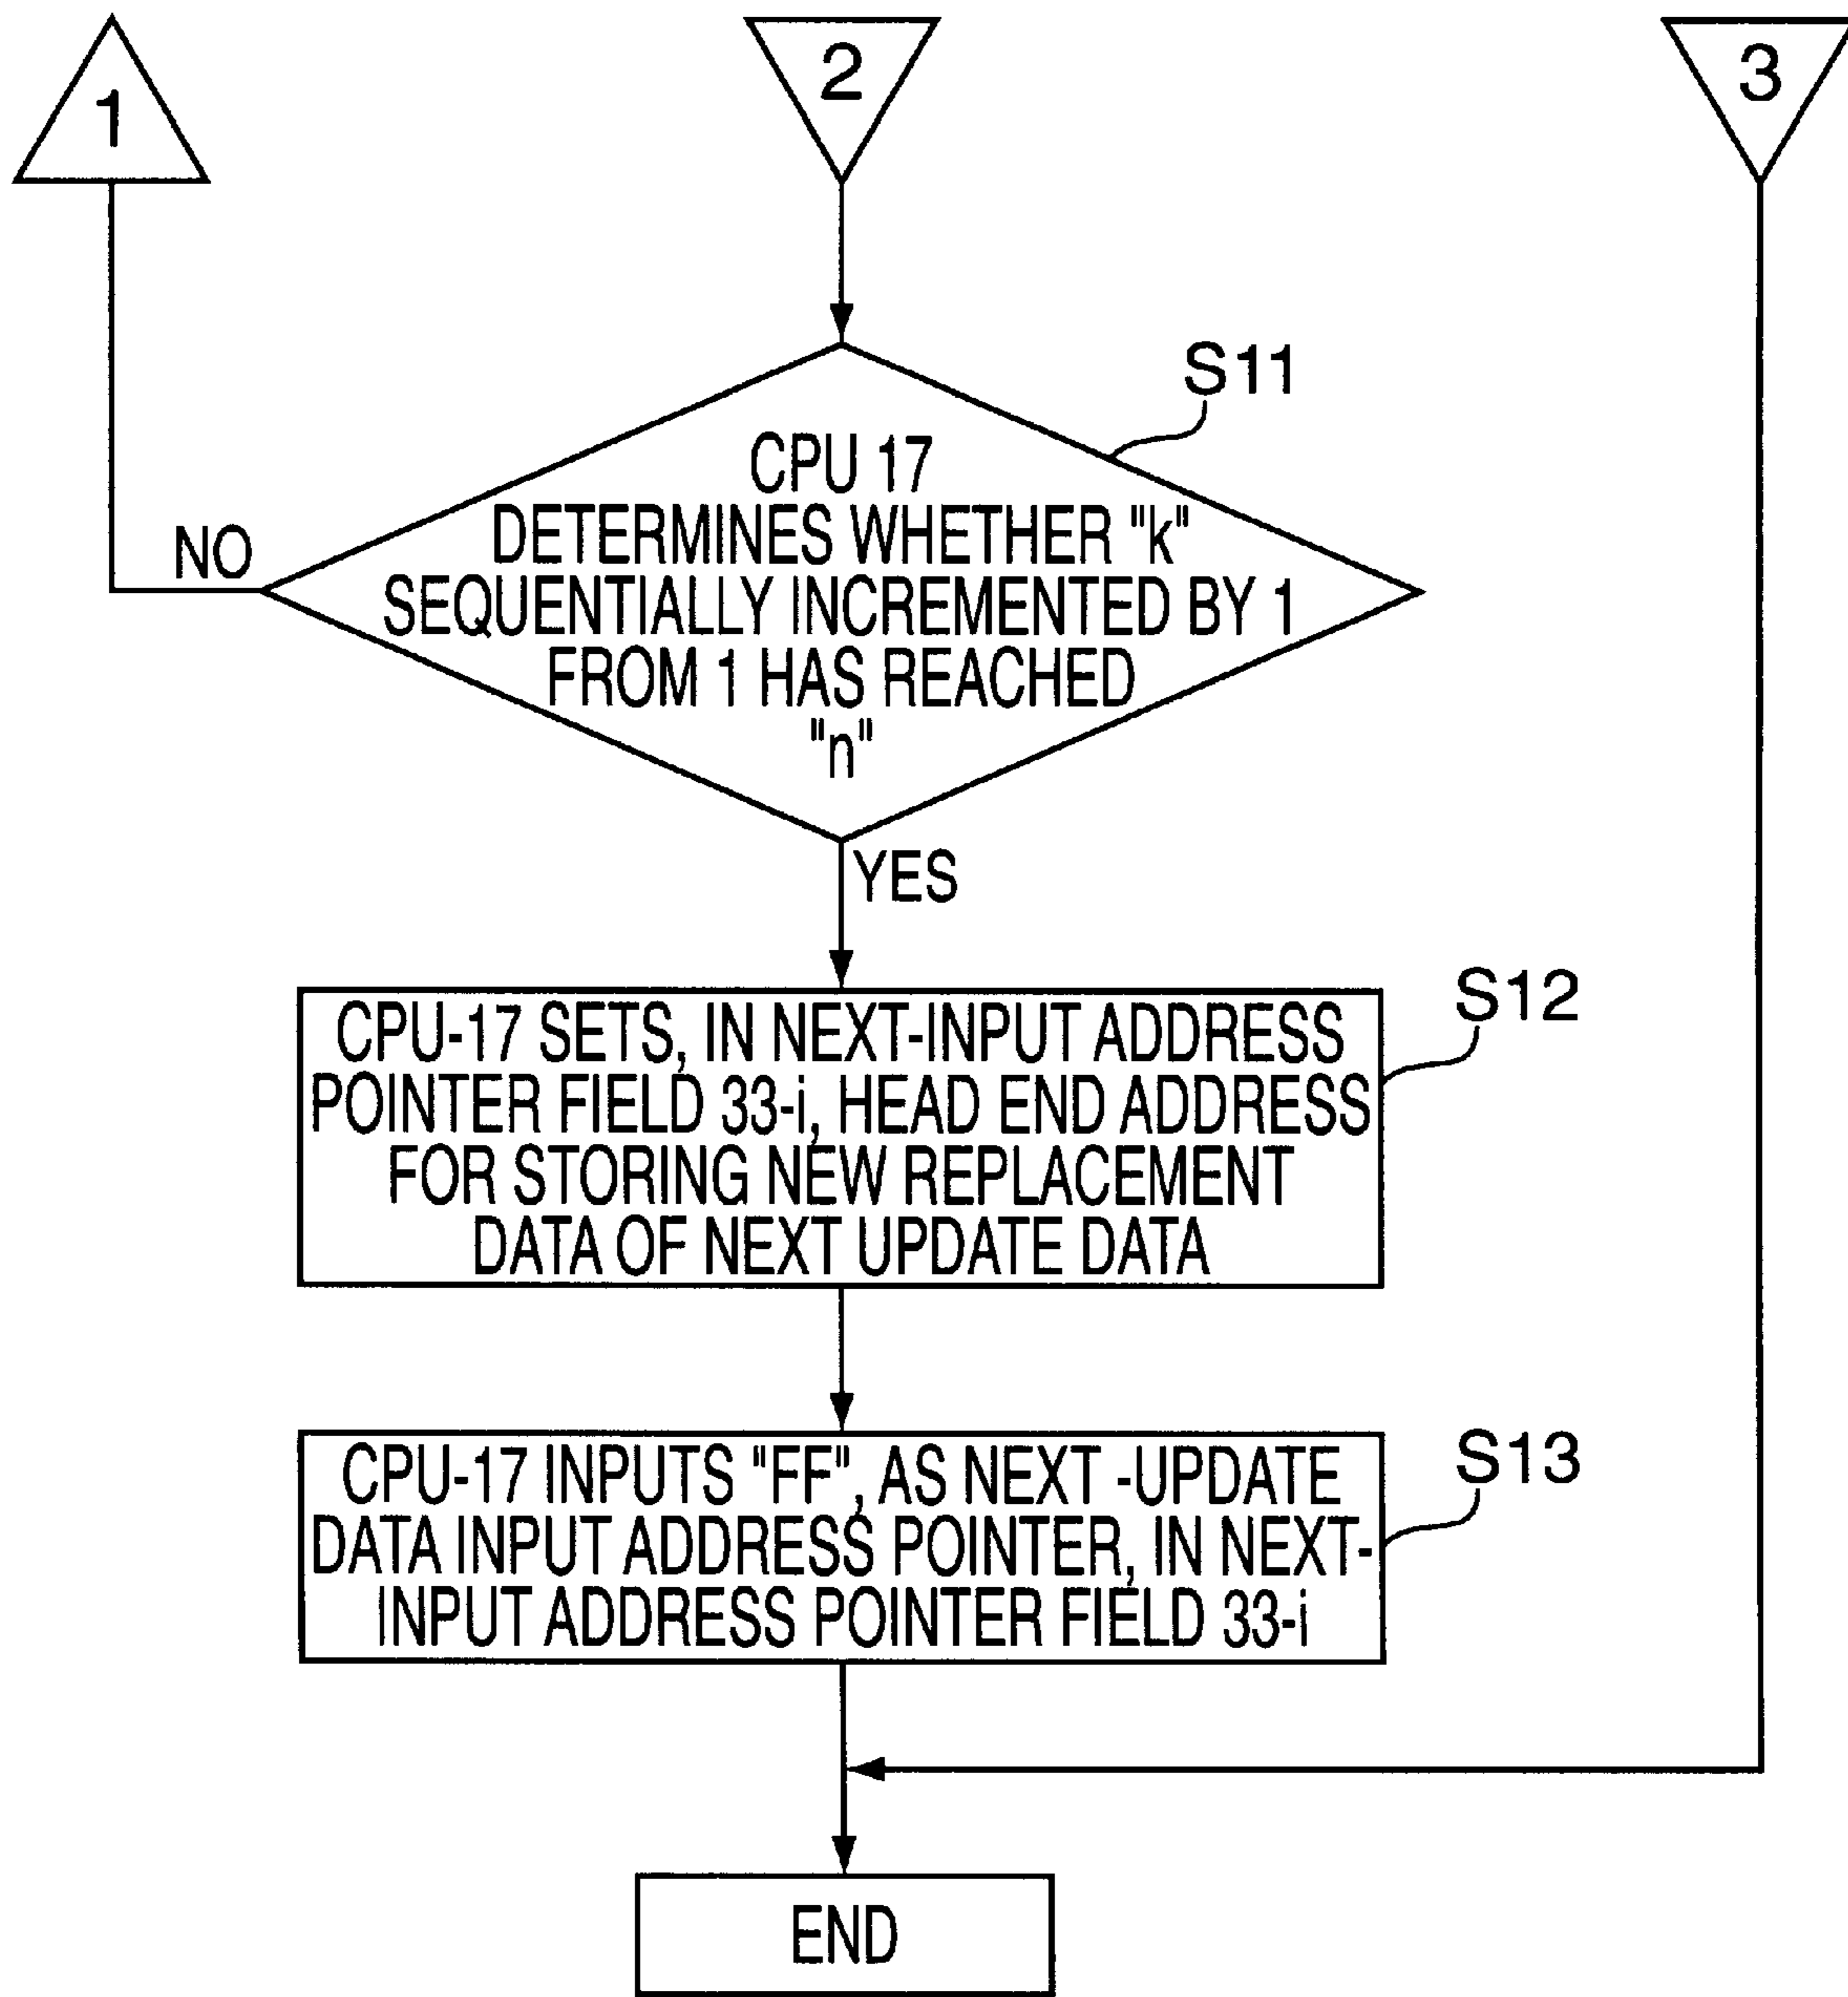 1
2
3
S11
CPU 17
DETERMINES WHETHER "k"
SEQUENTIALLY INCREMENTED BY 1
FROM 1 HAS REACHED
"n"
NO
YES
S12
CPU-17 SETS, IN NEXT-INPUT ADDRESS
POINTER FIELD 33-i, HEAD END ADDRESS
FOR STORING NEW REPLACEMENT
DATA OF NEXT UPDATE DATA
S13
CPU-17 INPUTS "FF", AS NEXT -UPDATE
DATA INPUT ADDRESS POINTER, IN NEXT-
INPUT ADDRESS POINTER FIELD 33-i
END